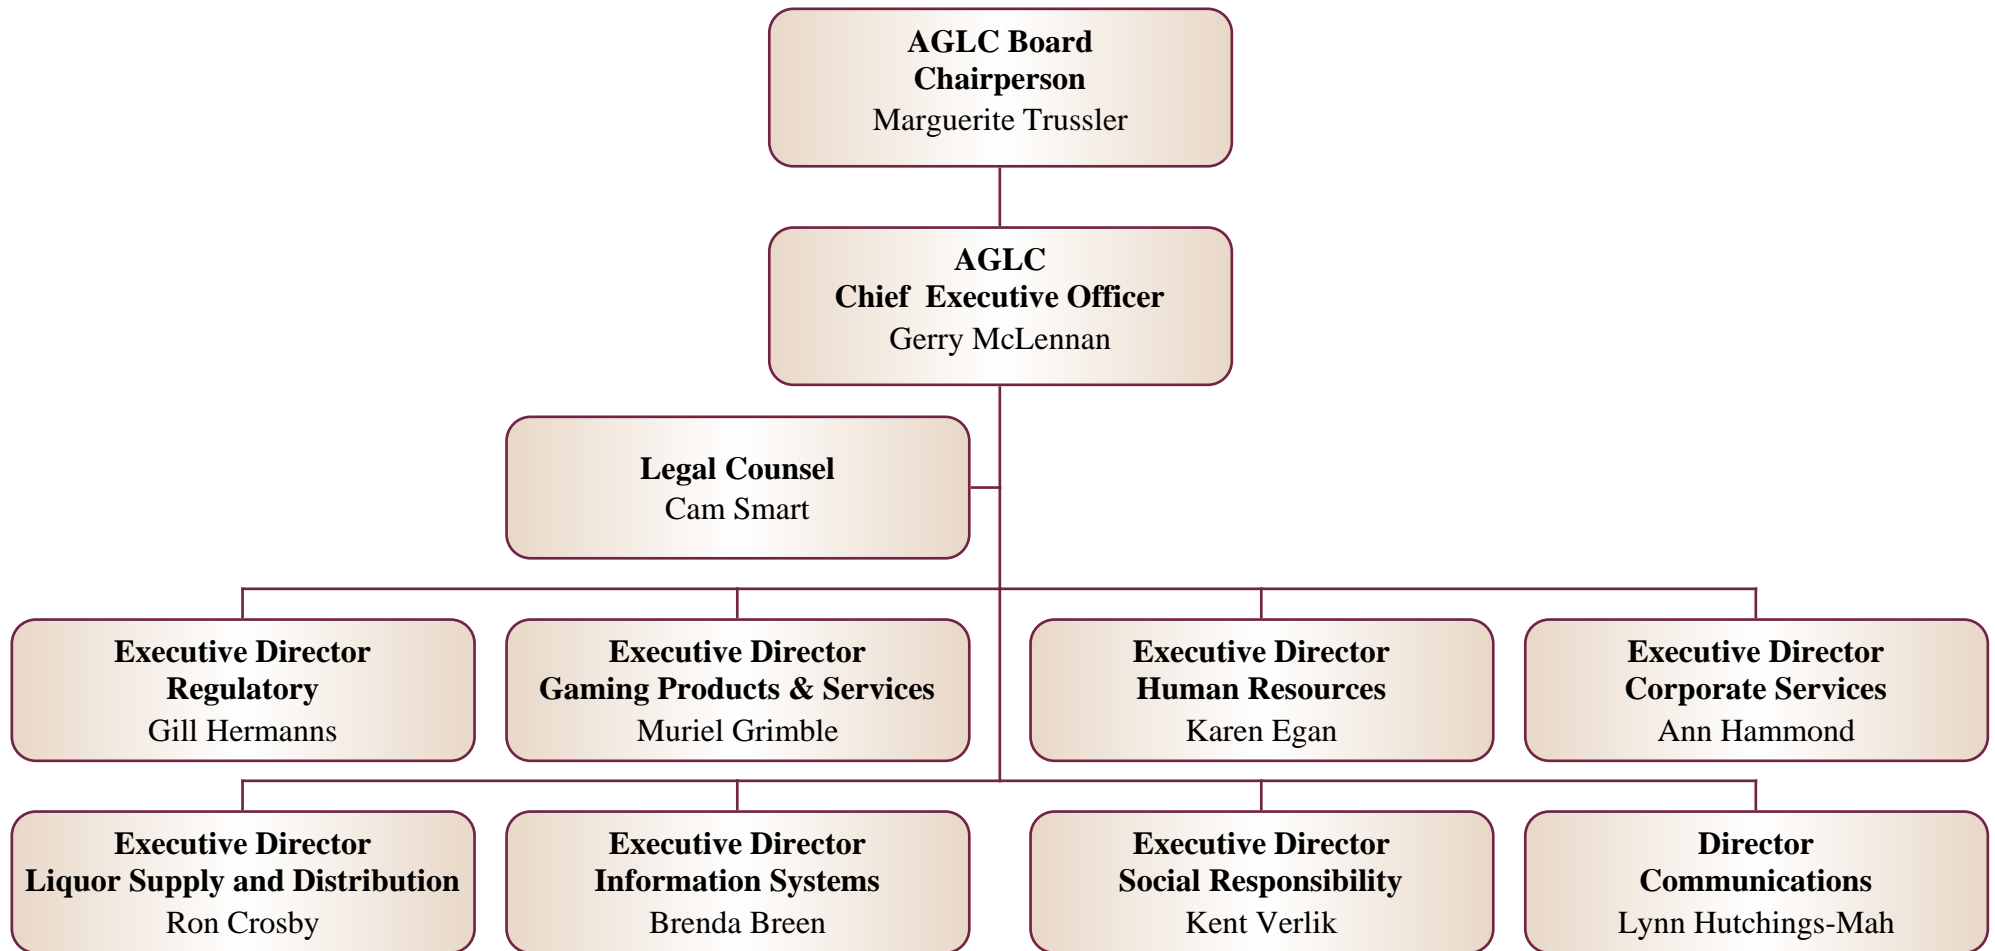 AGLC Board
Chairperson
Marguerite Trussler
AGLC
Chief Executive Officer
Gerry McLennan
Legal Counsel
Cam Smart
Executive Director
Regulatory
Gill Hermanns
Executive Director
Gaming Products & Services
Muriel Grimble
Executive Director
Human Resources
Karen Egan
Executive Director
Corporate Services
Ann Hammond
Executive Director
Liquor Supply and Distribution
Ron Crosby
Executive Director
Information Systems
Brenda Breen
Executive Director
Social Responsibility
Kent Verlik
Director
Communications
Lynn Hutchings-Mah